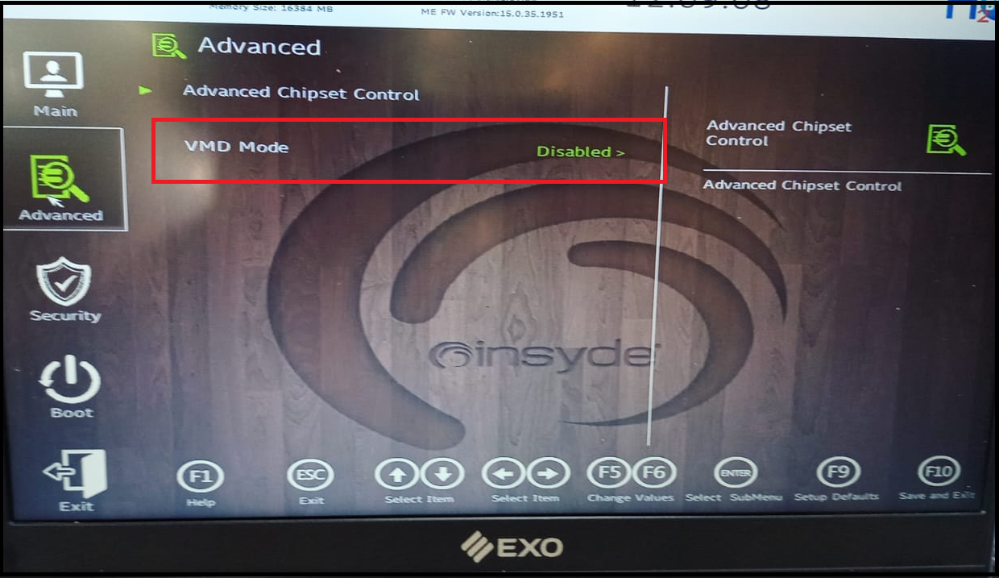 Memory Size: 16384 MB
ME FW Version:15.0.35.1951
Advanced
Main
Advanced Chipset Control
VMD Mode
Disabled >
Advanced Chipset
Control
Advanced Chipset Control
Advanced
Security
insyde
Boot
Exit
F1
Help
ESC
Exit
Select Item
Select Item
F5 F6
Change Values
ENTER
Select SubMenu
F9
Setup Defaults
F10
Save and Exit
EXO